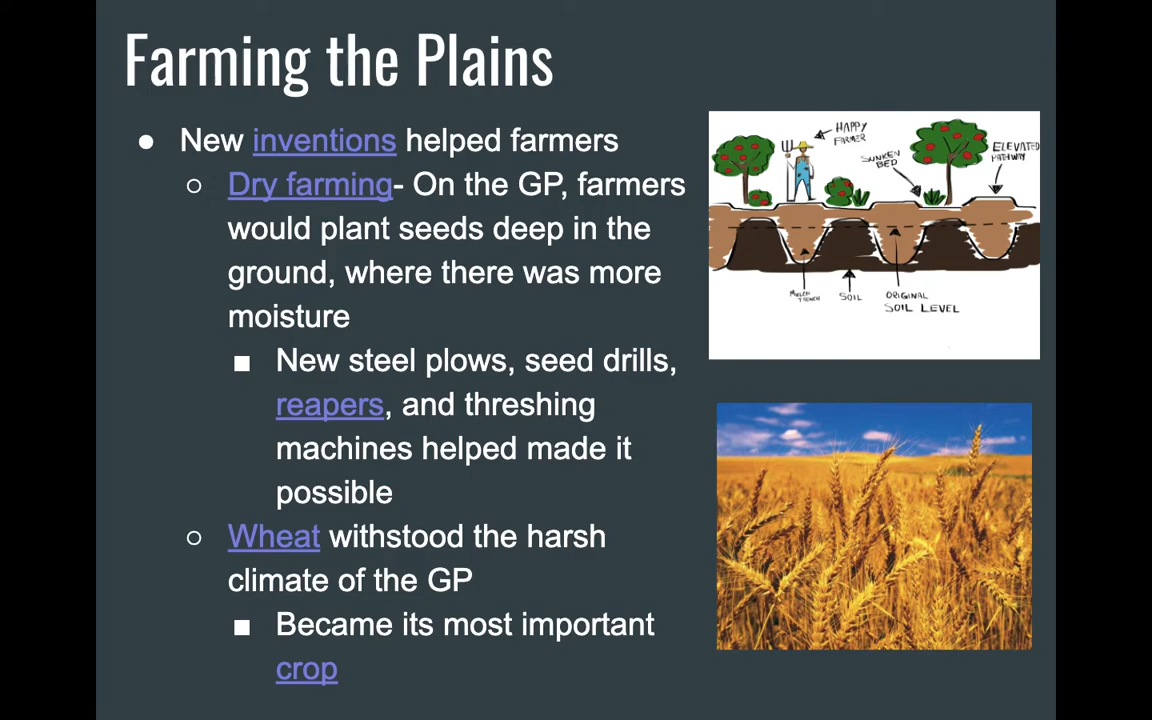 Farming the Plains
● New inventions helped farmers
○ Dry farming- On the GP, farmers
would plant seeds deep in the
ground, where there was more
moisture
■ New steel plows, seed drills,
reapers, and threshing
machines helped made it
possible
○ Wheat withstood the harsh
climate of the GP
■ Became its most important
crop
HAPPY
FARMER
SUNKEN
BED
ELEVATED
PATHWAY
MULCH
TRENCH
SOIL
ORIGINAL
SOIL LEVEL